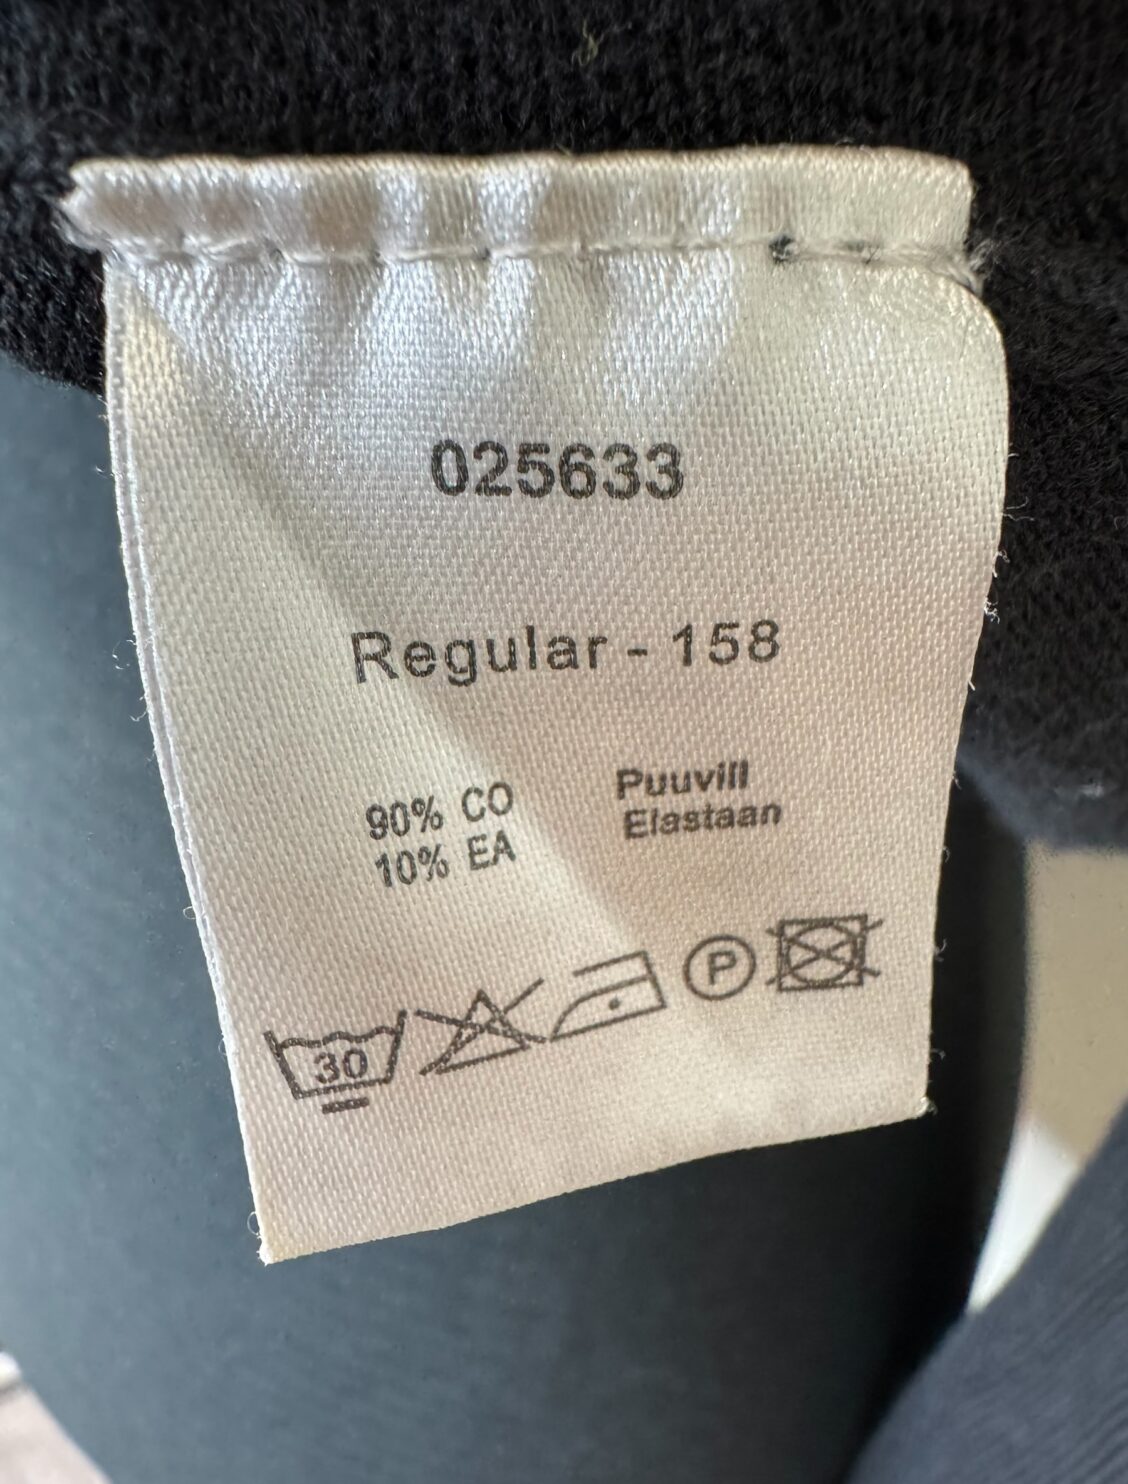 025633
Regular - 158
90% CO Puuvill
10% EA Elastaan
30 P